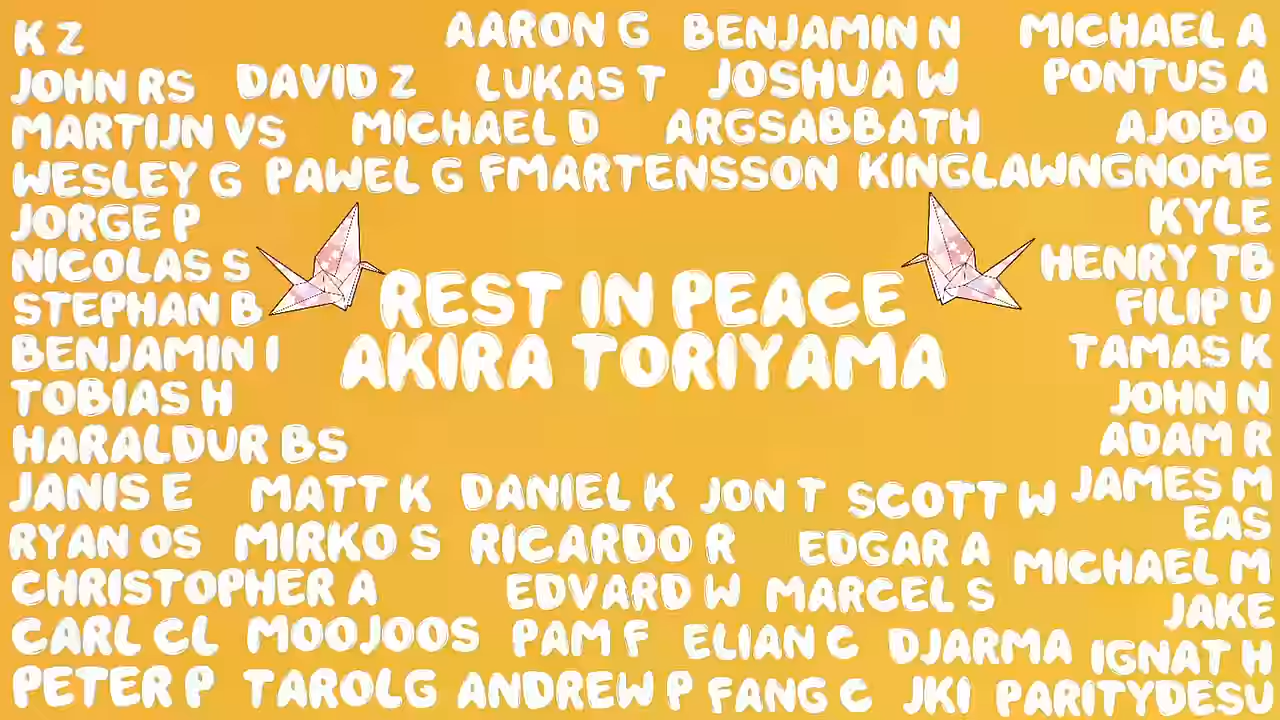 K Z AARON G BENJAMIN N MICHAEL A
JOHN RS DAVID Z LUKAS T JOSHUA W PONTUS A
MARTIJN VS MICHAEL D ARGSABBATH AJOBO
WESLEY G PAWEL G FMARTENSSON KINGLAWNGNOME
JORGE P KYLE
NICOLAS S HENRY TB
REST IN PEACE
STEPHAN B FILIP U
AKIRA TORIYAMA
BENJAMIN I TAMAS K
TOBIAS H JOHN N
HARALDUR BS ADAM R
JANIS E MATT K DANIEL K JON T SCOTT W JAMES M
EAS
RYAN OS MIRKO S RICARDO R EDGAR A MICHAEL M
CHRISTOPHER A EDVARD W MARCEL S JAKE
CARL CL MOOJOOS PAM F ELIAN C DJARMA IGNAT H
PETER P TAROLG ANDREW P FANG C JKI PARITYDESU